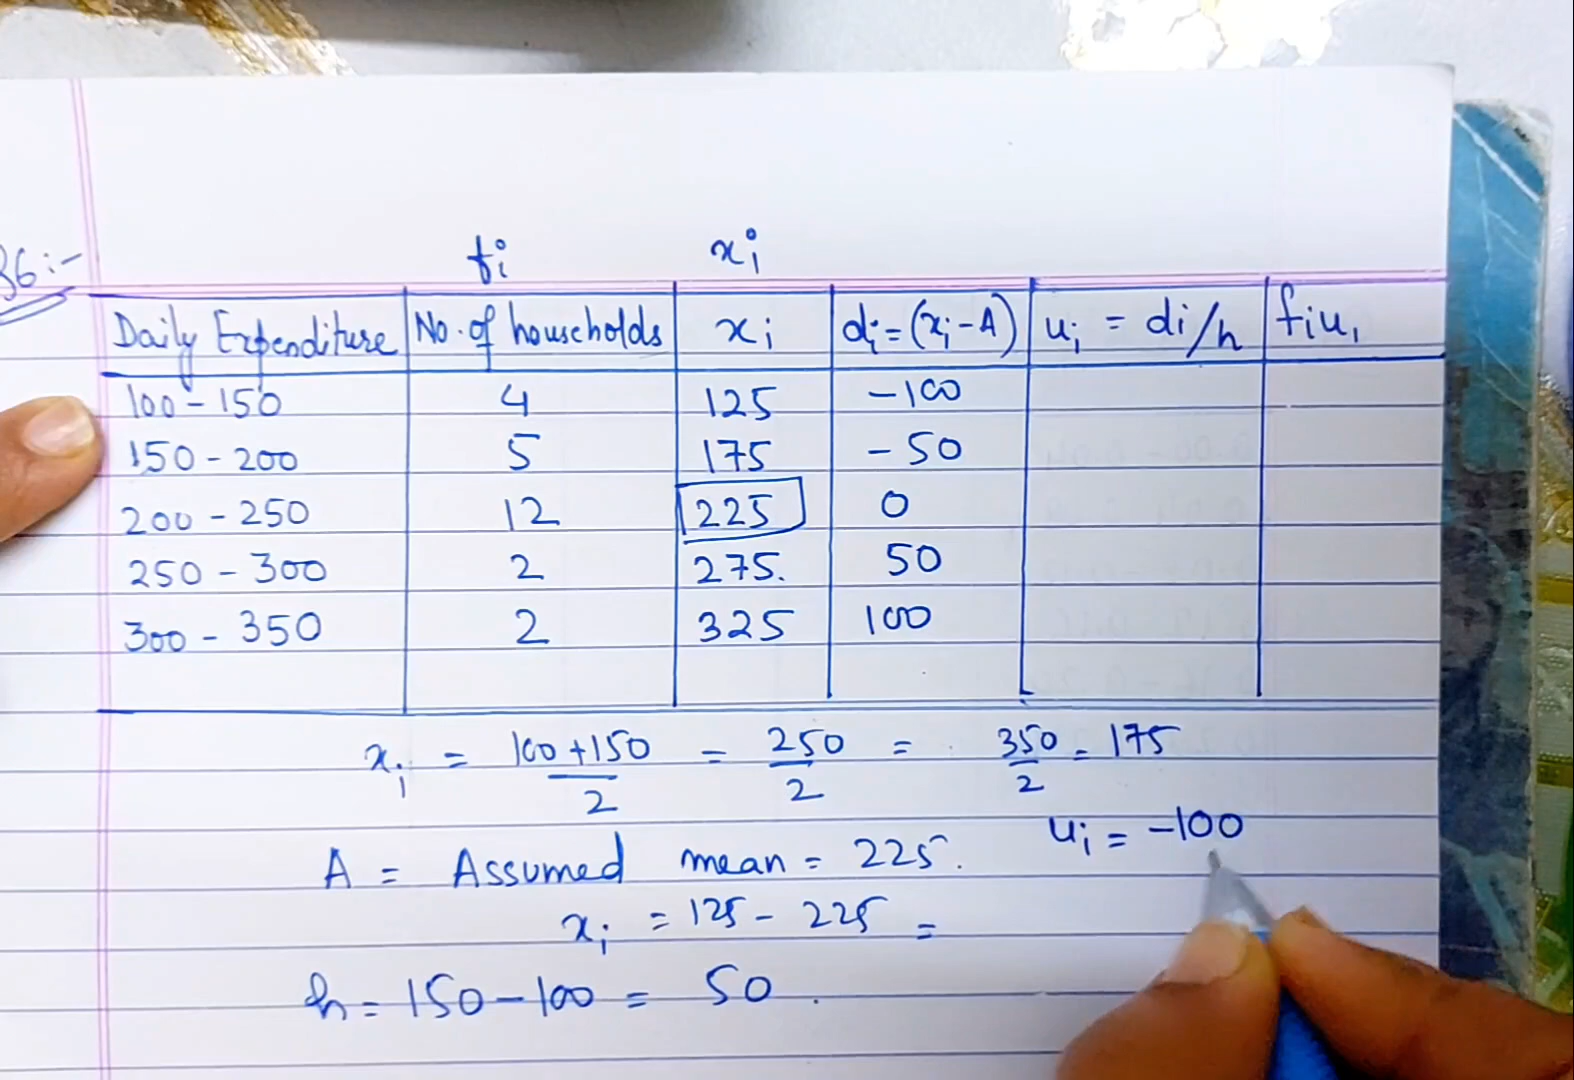 36:-
fi xi
Daily Expenditure No. of households xi di=(xi-A) ui = di/h fiui
100-150 4 125 -100
150-200 5 175 -50
200-250 12 225 0
250-300 2 275. 50
300-350 2 325 100
xi = 100+150/2 = 250/2 = 350/2 = 175
ui = -100
A = Assumed mean = 225.
xi = 125 - 225 =
h = 150-100 = 50.